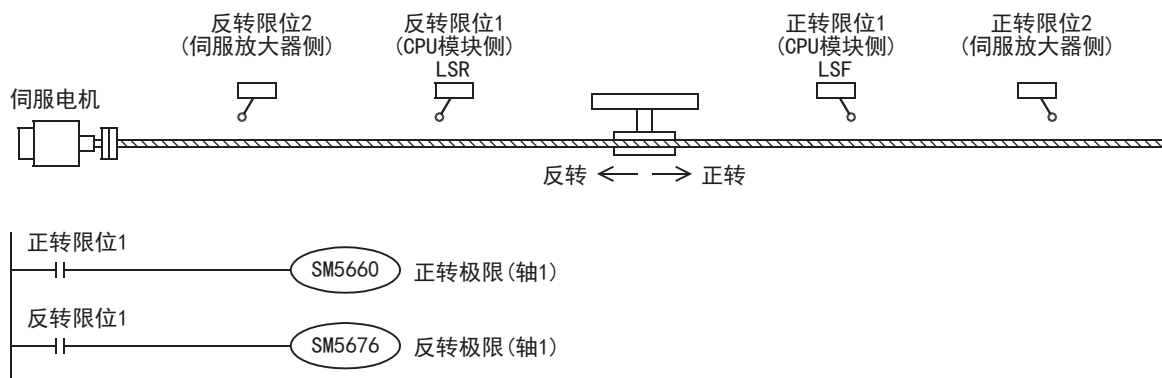 反转限位2
(伺服放大器侧)
反转限位1
(CPU模块侧)
LSR
正转限位1
(CPU模块侧)
LSF
正转限位2
(伺服放大器侧)
伺服电机
反转
正转
正转限位1
SM5660
正转极限(轴1)
反转限位1
SM5676
反转极限(轴1)